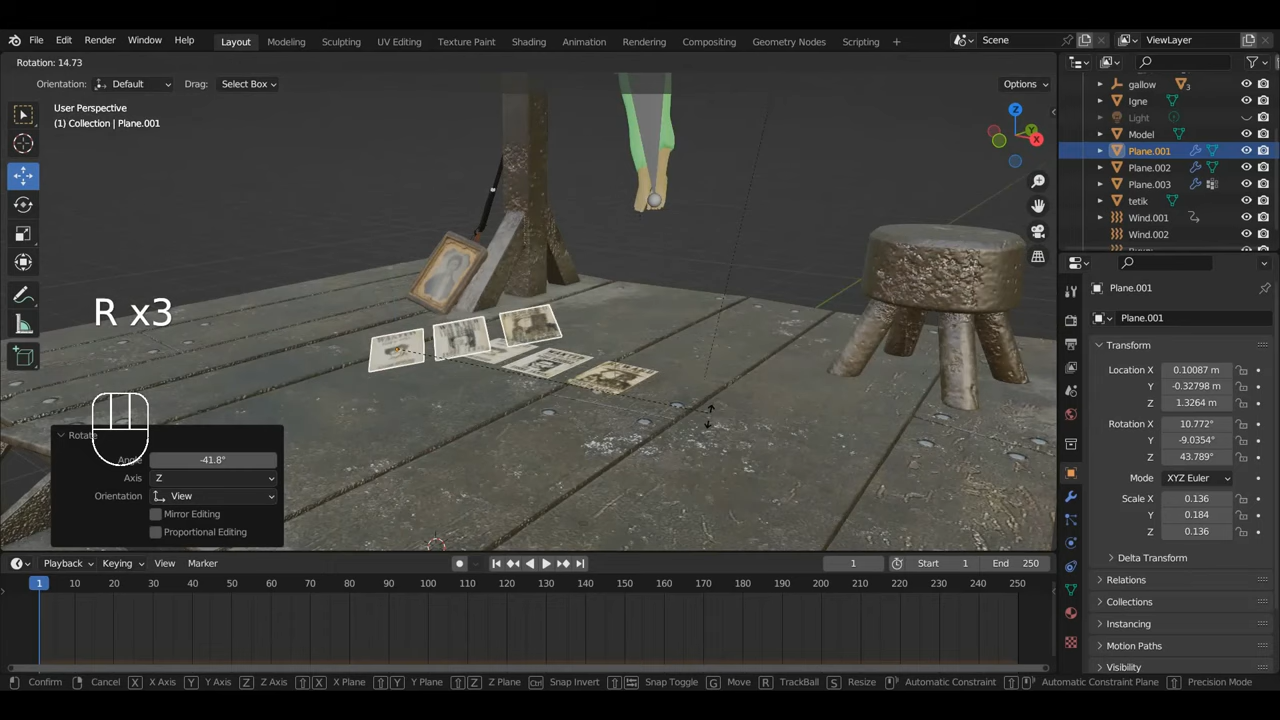 File Edit Render Window Help Layout Modeling Sculpting UV Editing Texture Paint Shading Animation Rendering Compositing Geometry Nodes Scripting + Scene ViewLayer
Rotation: 14.73
Orientation: Default Drag: Select Box Options
User Perspective
(1) Collection | Plane.001
gallow 3
Igne
Light
Model
Plane.001
Plane.002
Plane.003
tetik
Wind.001
Wind.002
Z
Y
X
R x3
Rotate
Angle -41.8°
Axis Z
Orientation View
Mirror Editing
Proportional Editing
Plane.001
Plane.001
Transform
Location X 0.10087 m
Y -0.32798 m
Z 1.3264 m
Rotation X 10.772°
Y -9.0354°
Z 43.789°
Mode XYZ Euler
Scale X 0.136
Y 0.184
Z 0.136
Delta Transform
Relations
Collections
Instancing
Motion Paths
Visibility
Playback Keying View Marker 1 Start 1 End 250
1 10 20 30 40 50 60 70 80 90 100 110 120 130 140 150 160 170 180 190 200 210 220 230 240 250
Confirm Cancel X X Axis Y Y Axis Z Z Axis X X Plane Y Y Plane Z Z Plane Ctrl Snap Invert Snap Toggle G Move R TrackBall S Resize Automatic Constraint Automatic Constraint Plane Precision Mode